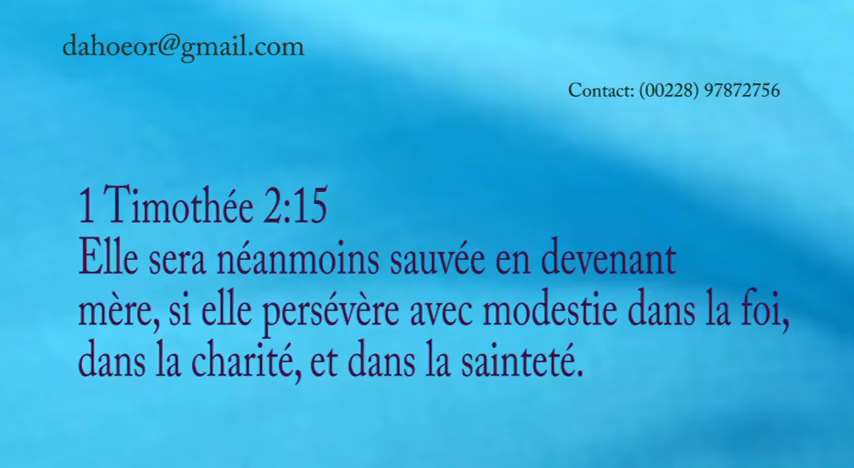 dahoeor@gmail.com
Contact: (00228) 97872756
1 Timothée 2:15
Elle sera néanmoins sauvée en devenant
mère, si elle persévère avec modestie dans la foi,
dans la charité, et dans la sainteté.